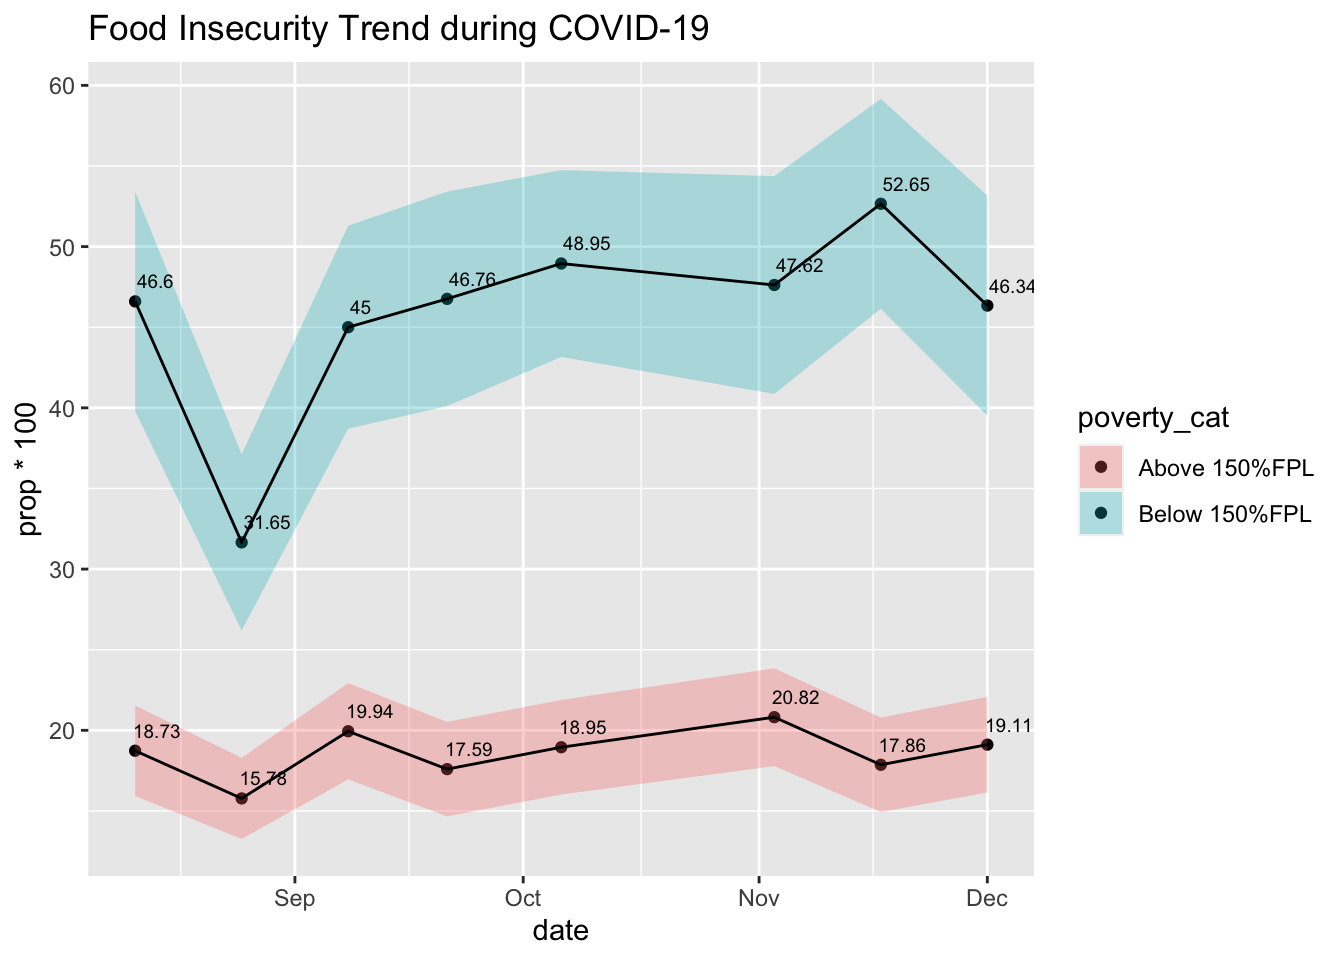 Food Insecurity Trend during COVID-19
prop * 100
60
50
40
30
20
46.6
31.65
45
46.76
48.95
47.62
52.65
46.34
18.73
15.78
19.94
17.59
18.95
20.82
17.86
19.11
Sep
Oct
Nov
Dec
date
poverty_cat
Above 150%FPL
Below 150%FPL